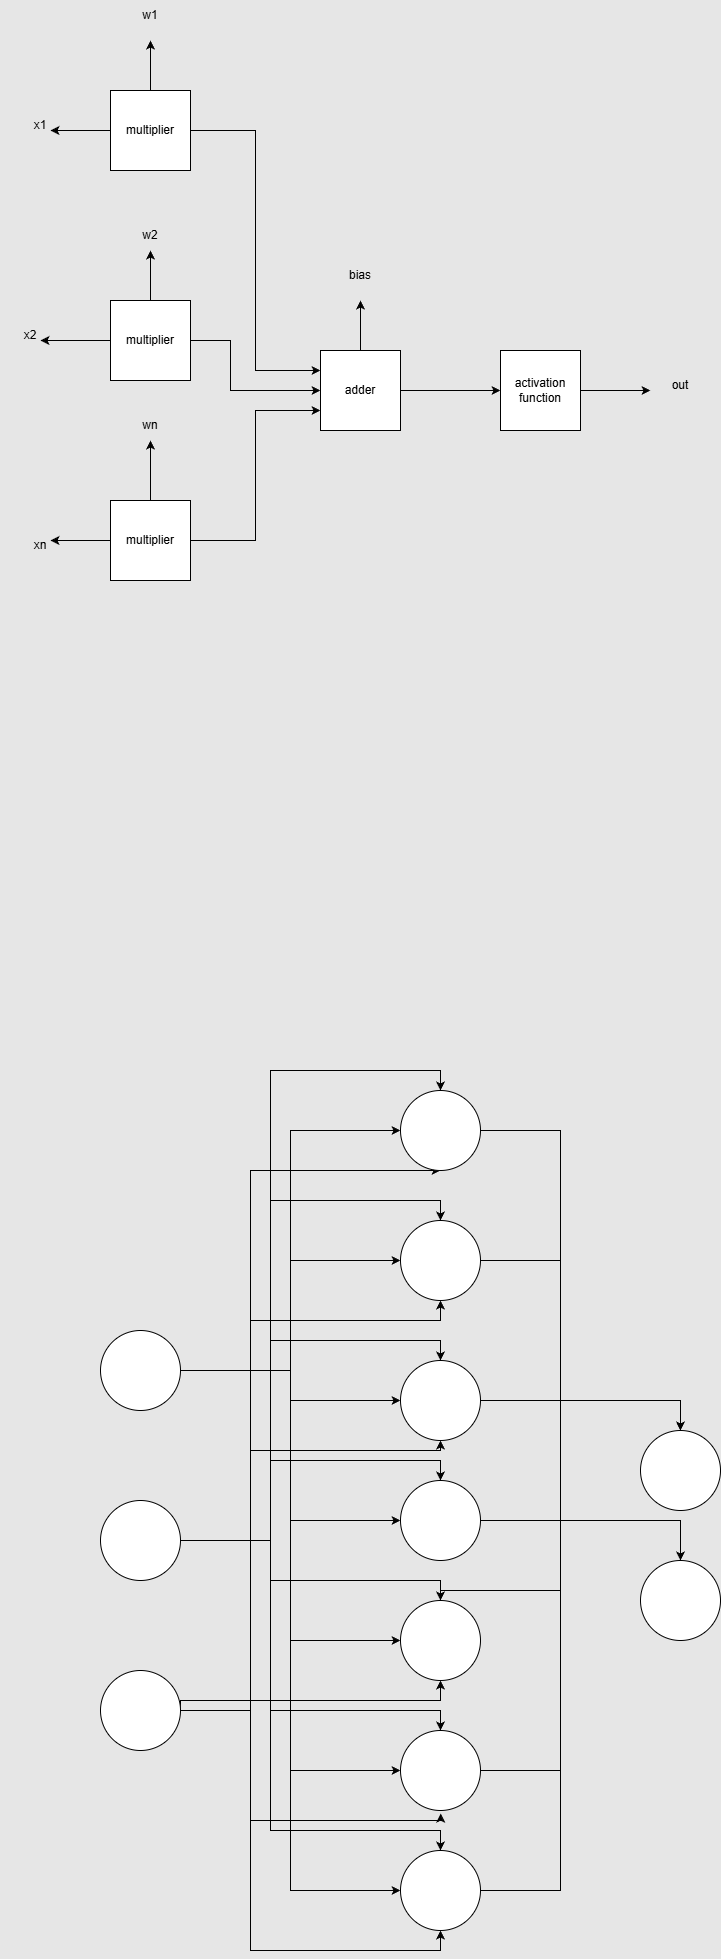 w1
x1
multiplier
w2
x2
multiplier
bias
adder
activation
function
out
wn
xn
multiplier